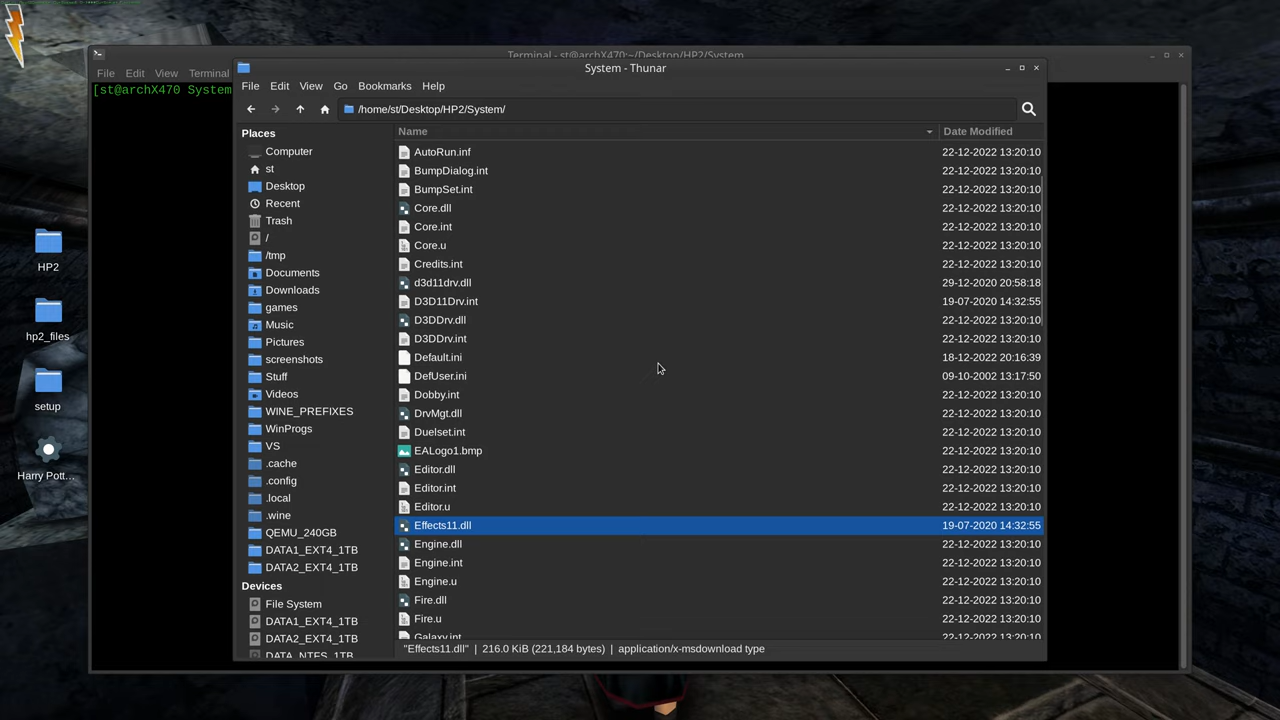 Terminal - st@archX470:~/Desktop/HP2/System
File Edit View Terminal
[st@archX470 System
System - Thunar
File Edit View Go Bookmarks Help
/home/st/Desktop/HP2/System/
Places
Computer
st
Desktop
Recent
Trash
/
/tmp
Documents
Downloads
games
Music
Pictures
screenshots
Stuff
Videos
WINE_PREFIXES
WinProgs
VS
.cache
.config
.local
.wine
QEMU_240GB
DATA1_EXT4_1TB
DATA2_EXT4_1TB
Devices
File System
DATA1_EXT4_1TB
DATA2_EXT4_1TB
DATA_NTFS_1TB
Name Date Modified
AutoRun.inf 22-12-2022 13:20:10
BumpDialog.int 22-12-2022 13:20:10
BumpSet.int 22-12-2022 13:20:10
Core.dll 22-12-2022 13:20:10
Core.int 22-12-2022 13:20:10
Core.u 22-12-2022 13:20:10
Credits.int 22-12-2022 13:20:10
d3d11drv.dll 29-12-2020 20:58:18
D3D11Drv.int 19-07-2020 14:32:55
D3DDrv.dll 22-12-2022 13:20:10
D3DDrv.int 22-12-2022 13:20:10
Default.ini 18-12-2022 20:16:39
DefUser.ini 09-10-2002 13:17:50
Dobby.int 22-12-2022 13:20:10
DrvMgt.dll 22-12-2022 13:20:10
Duelset.int 22-12-2022 13:20:10
EALogo1.bmp 22-12-2022 13:20:10
Editor.dll 22-12-2022 13:20:10
Editor.int 22-12-2022 13:20:10
Editor.u 22-12-2022 13:20:10
Effects11.dll 19-07-2020 14:32:55
Engine.dll 22-12-2022 13:20:10
Engine.int 22-12-2022 13:20:10
Engine.u 22-12-2022 13:20:10
Fire.dll 22-12-2022 13:20:10
Fire.u 22-12-2022 13:20:10
Galaxy.int 22-12-2022 13:20:10
"Effects11.dll" | 216.0 KiB (221,184 bytes) | application/x-msdownload type
HP2
hp2_files
setup
Harry Pott...